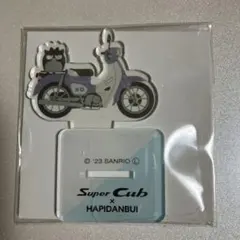 © '23 SANRIO Ⓛ
Super Cub
×
HAPIDANBUI